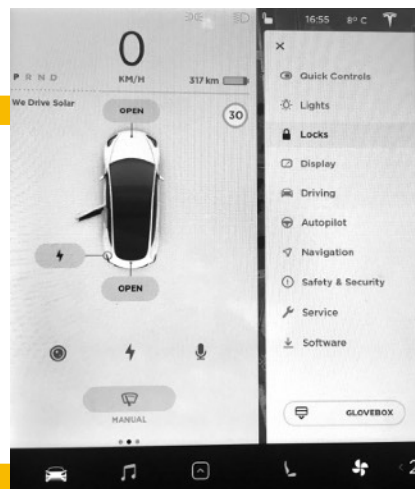 16:55 8° C
0
KM/H
P R N D
317 km
We Drive Solar
OPEN
30
OPEN
MANUAL
Quick Controls
Lights
Locks
Display
Driving
Autopilot
Navigation
Safety & Security
Service
Software
GLOVEBOX
2